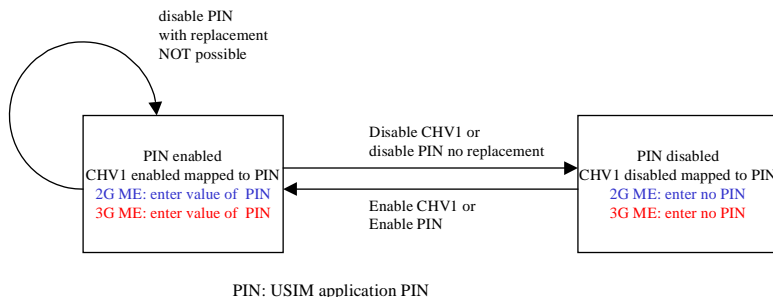 disable PIN
with replacement
NOT possible
PIN enabled
CHV1 enabled mapped to PIN
2G ME: enter value of PIN
3G ME: enter value of PIN
Disable CHV1 or
disable PIN no replacement
Enable CHV1 or
Enable PIN
PIN disabled
CHV1 disabled mapped to PIN
2G ME: enter no PIN
3G ME: enter no PIN
PIN: USIM application PIN